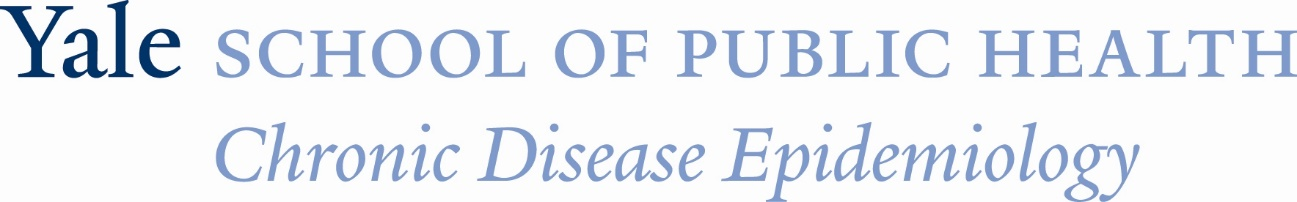 Yale SCHOOL OF PUBLIC HEALTH
Chronic Disease Epidemiology